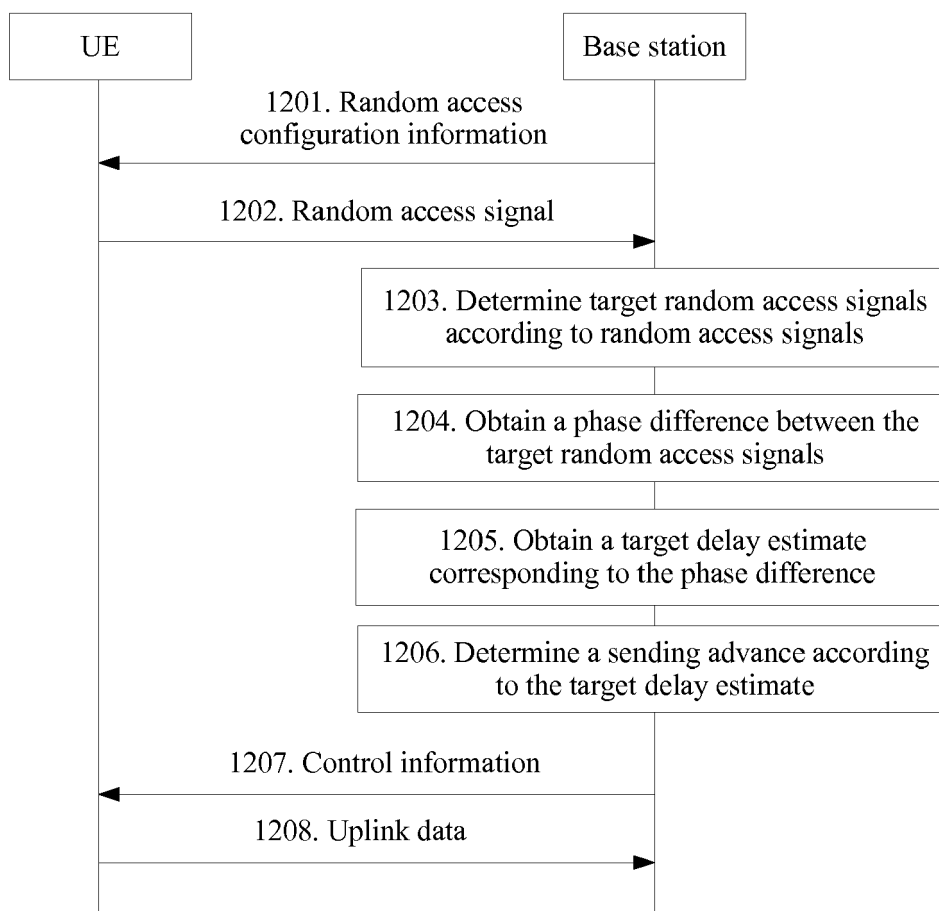 UE
Base station
1201. Random access
configuration information
1202. Random access signal
1203. Determine target random access signals
according to random access signals
1204. Obtain a phase difference between the
target random access signals
1205. Obtain a target delay estimate
corresponding to the phase difference
1206. Determine a sending advance according
to the target delay estimate
1207. Control information
1208. Uplink data